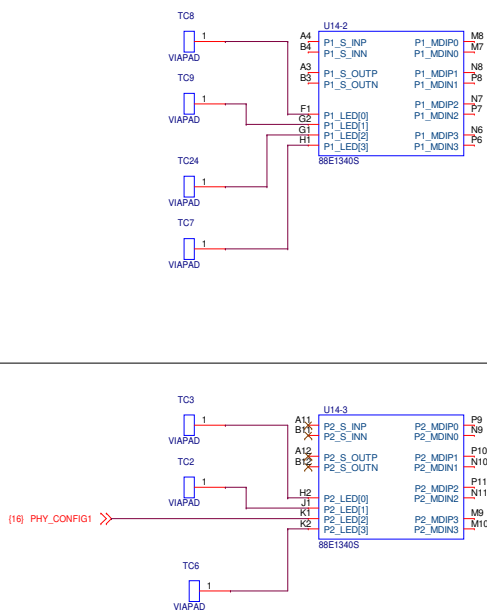 TC8
1
VIAPAD
TC9
1
VIAPAD
TC24
1
VIAPAD
TC7
1
VIAPAD
U14-2
A4 P1_S_INP P1_MDIP0 M8
B4 P1_S_INN P1_MDIN0 M7
A3 P1_S_OUTP P1_MDIP1 N8
B3 P1_S_OUTN P1_MDIN1 P8
P1_MDIP2 N7
F1 P1_LED[0] P1_MDIN2 P7
G2 P1_LED[1]
G1 P1_LED[2] P1_MDIP3 N6
H1 P1_LED[3] P1_MDIN3 P6
88E1340S
TC3
1
VIAPAD
TC2
1
VIAPAD
{16} PHY_CONFIG1
TC6
1
VIAPAD
U14-3
A11 P2_S_INP P2_MDIP0 P9
B11 P2_S_INN P2_MDIN0 N9
A12 P2_S_OUTP P2_MDIP1 P10
B12 P2_S_OUTN P2_MDIN1 N10
P2_MDIP2 P11
H2 P2_LED[0] P2_MDIN2 N11
J1 P2_LED[1]
K1 P2_LED[2] P2_MDIP3 M9
K2 P2_LED[3] P2_MDIN3 M10
88E1340S